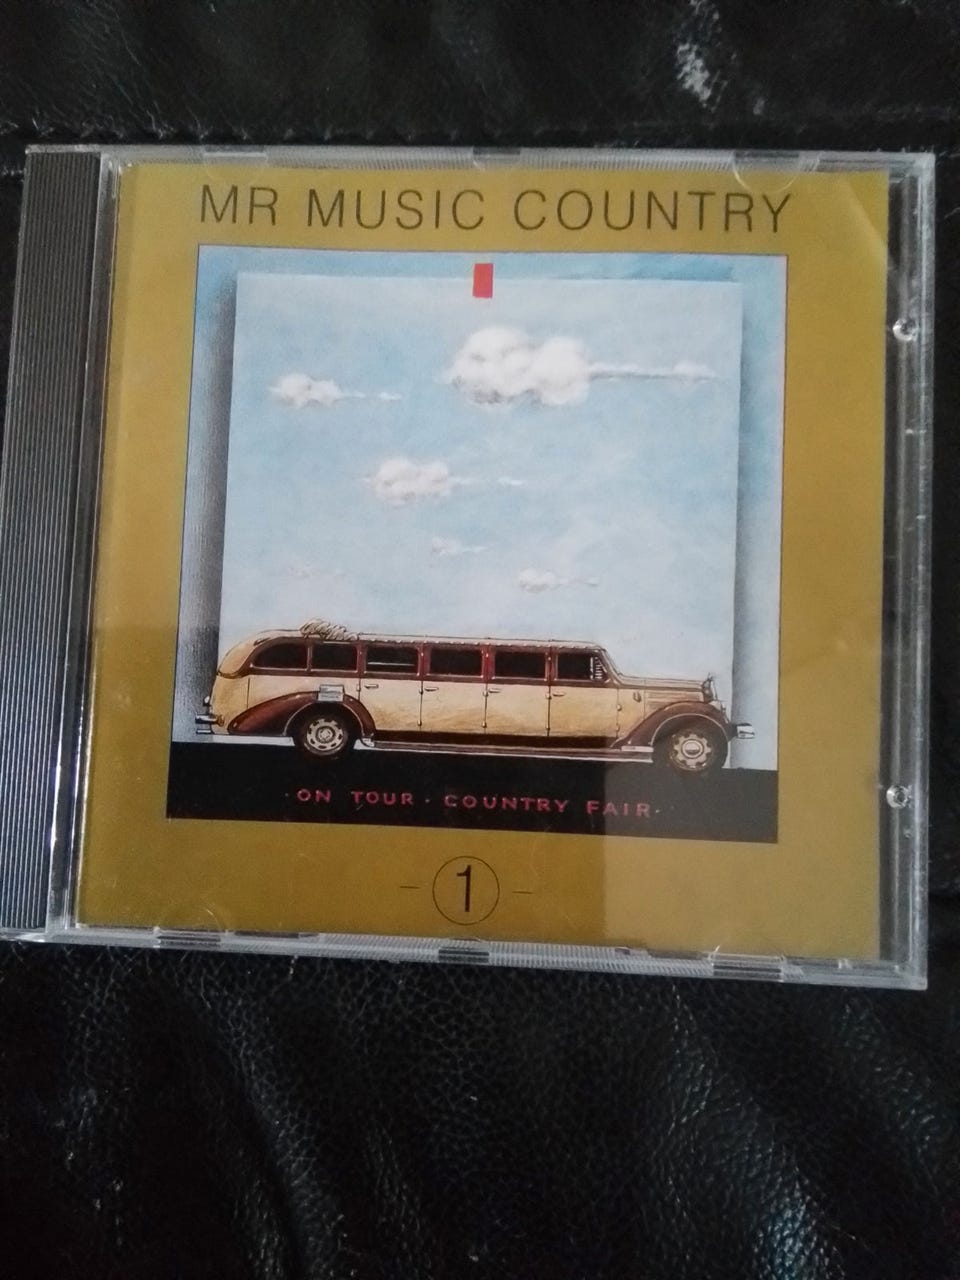 MR MUSIC COUNTRY
· ON TOUR · COUNTRY FAIR ·
- 1 -